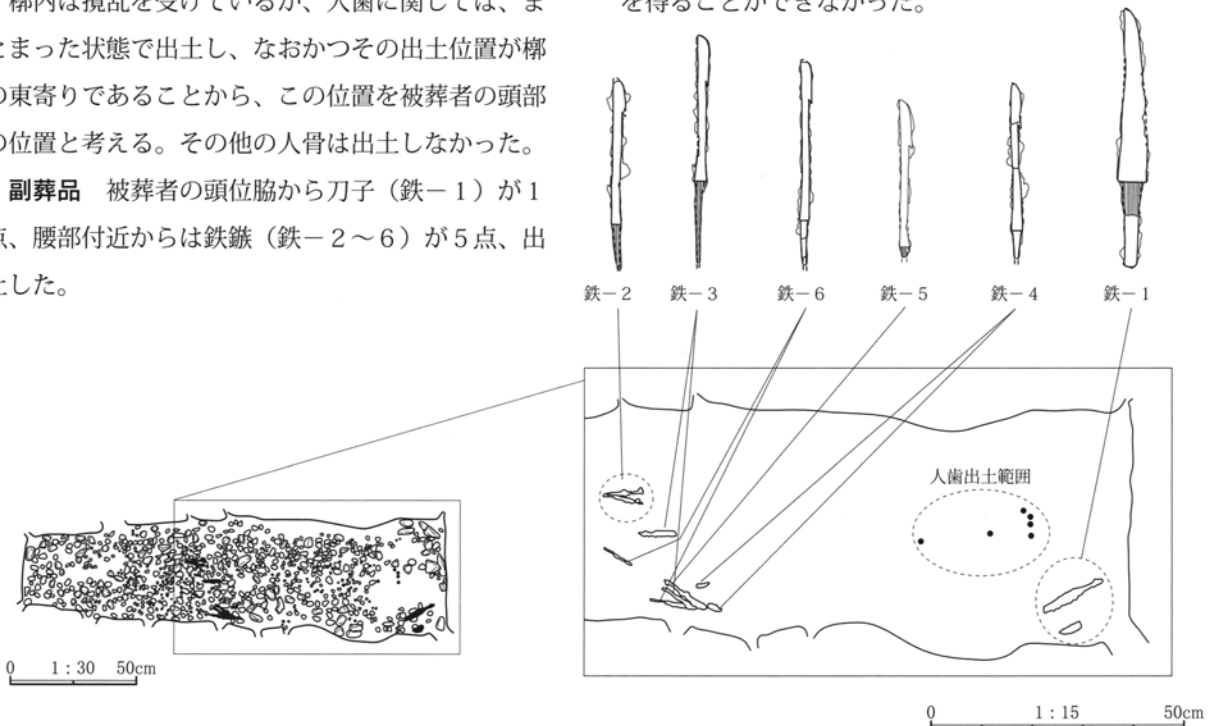 廓内は攪乱を受けているが、人歯に関しては、ま
とまった状態で出土し、なおかつその出土位置が廓
の東寄りであることから、この位置を被葬者の頭部
の位置と考える。その他の人骨は出土しなかった。
副葬品　被葬者の頭位脇から刀子（鉄－１）が１
点、腰部付近からは鉄鏃（鉄－２～６）が５点、出
土した。
を得ることができなかった。
鉄－２
鉄－３
鉄－６
鉄－５
鉄－４
鉄－１
人歯出土範囲
0　1：30　50cm
0　1：15　50cm